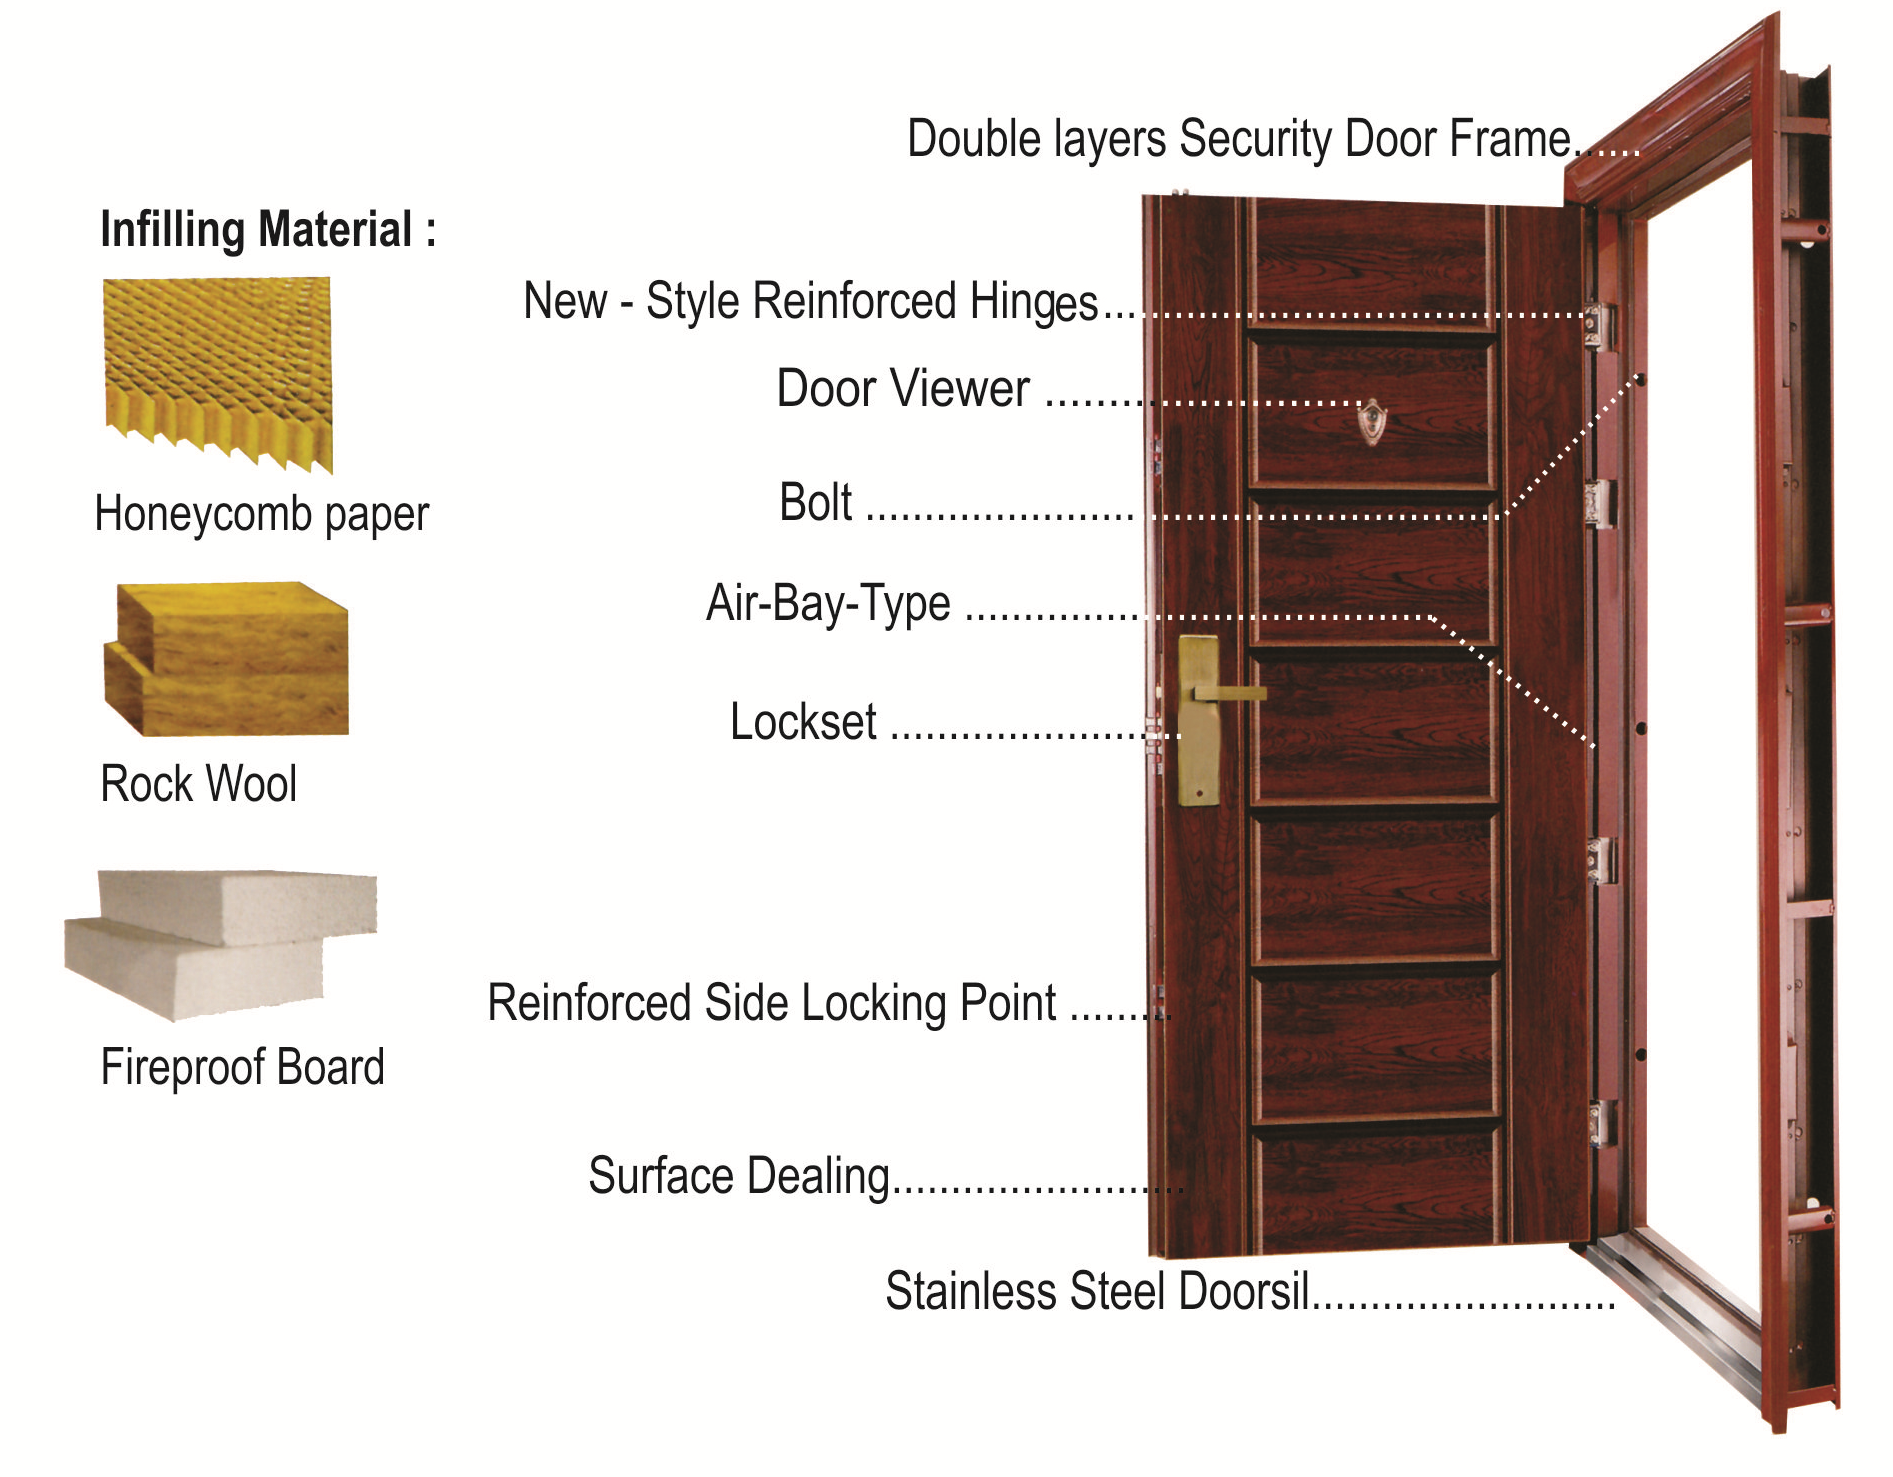 Infilling Material :
Honeycomb paper
Rock Wool
Fireproof Board
Double layers Security Door Frame......
New - Style Reinforced Hinges
Door Viewer
Bolt
Air-Bay-Type
Lockset
Reinforced Side Locking Point
Surface Dealing
Stainless Steel Doorsil